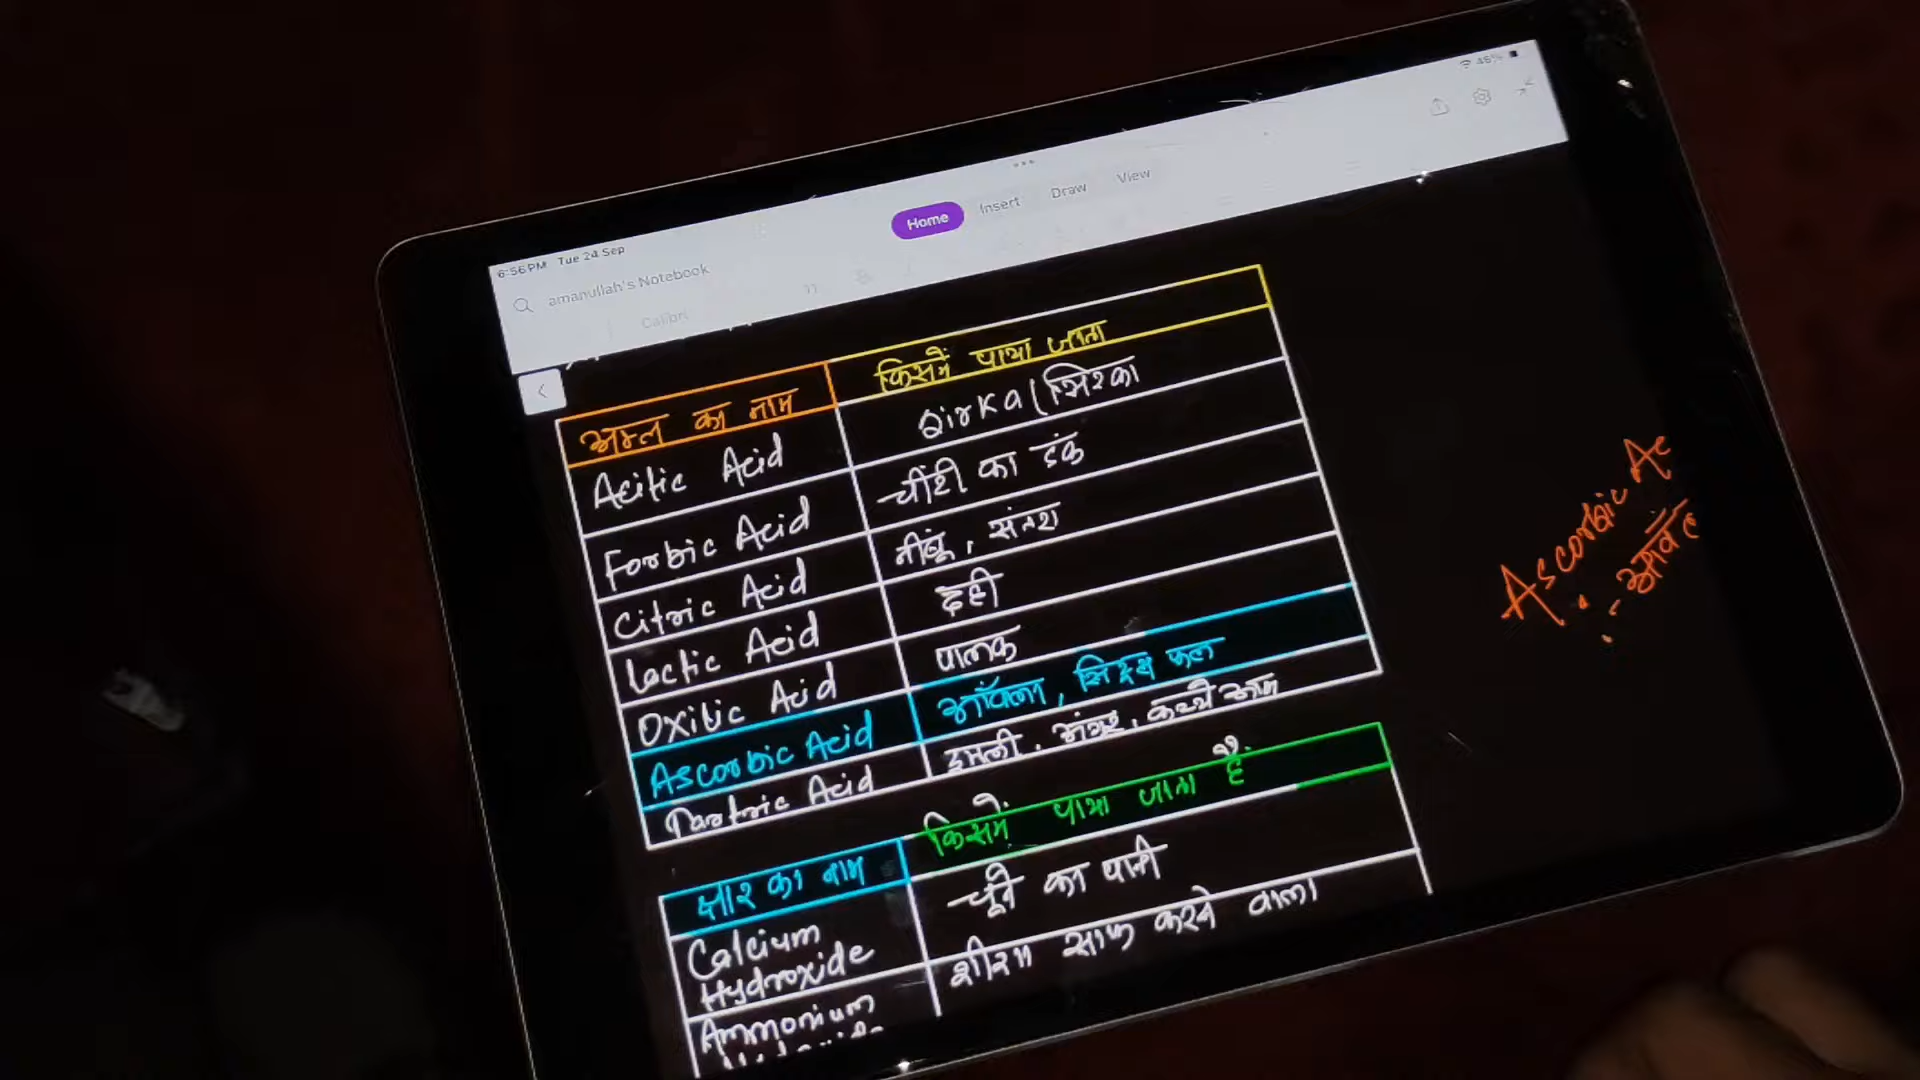 6:56 PM Tue 24 Sep
46%
Home Insert Draw View
amanullah's Notebook
Calibri
अम्ल का नाम किसमें पाया जाता
Acitic Acid Sirka (सिरका
Forbic Acid चींटी का डंक
Citric Acid नींबू, संतरा
Lactic Acid दही
Oxilic Acid पालक
Ascorbic Acid आँवला, सिट्रस फल
Tartric Acid इमली, अंगूर, कच्चे आम
क्षार का नाम किसमें पाया जाता है
Calcium Hydroxide चूने का पानी
Ammonium शीशा साफ करने वाला
Ascorbic Ac